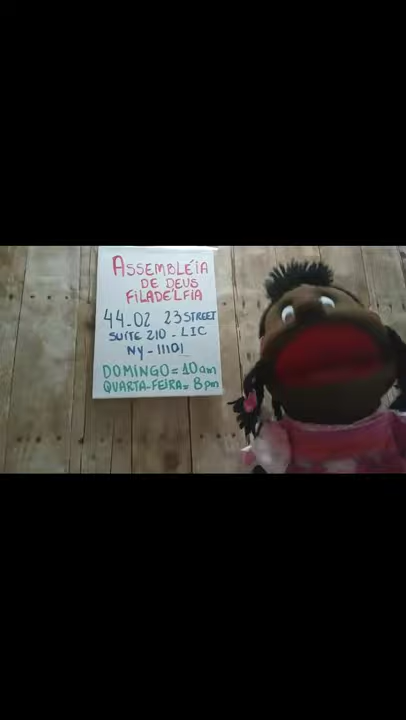 ASSEMBLÉIA
DE DEUS
FILADÉLFIA
44-02 23 STREET
SUÍTE 210 - LIC
NY - 11101
DOMINGO = 10 am
QUARTA-FEIRA = 8 pm